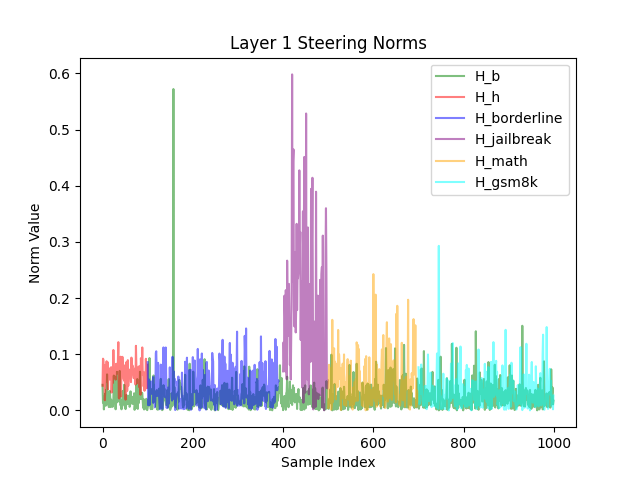 Layer 1 Steering Norms
Norm Value
0.6
0.5
0.4
0.3
0.2
0.1
0.0
H_b
H_h
H_borderline
H_jailbreak
H_math
H_gsm8k
0 200 400 600 800 1000
Sample Index